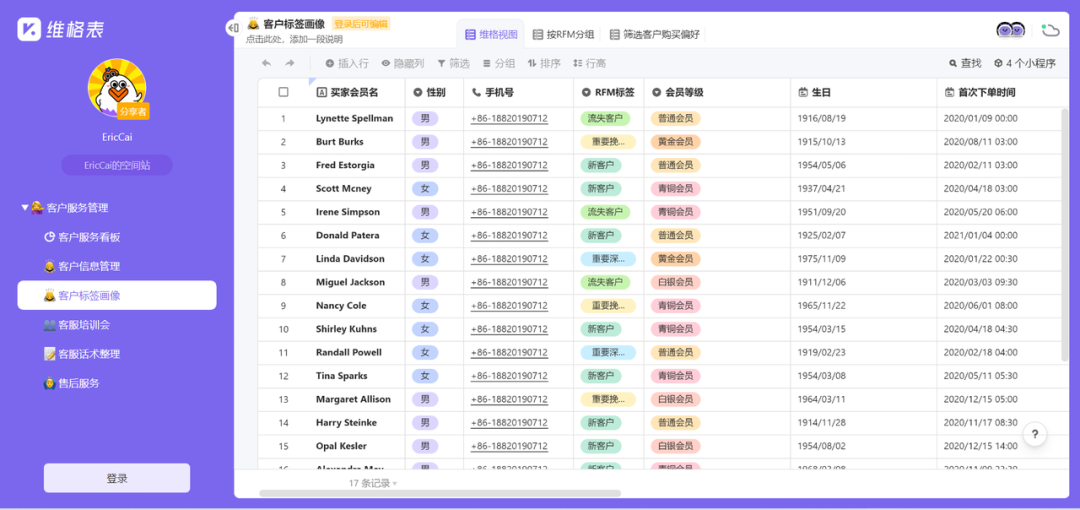 维格表
分享者
EricCai
EricCai的空间站
客户服务管理
客户服务看板
客户信息管理
客户标签画像
客服培训会
客服话术整理
售后服务
登录
客户标签画像 登录后可编辑
点击此处，添加一段说明
维格视图 按RFM分组 筛选客户购买偏好
插入行 隐藏列 筛选 分组 排序 行高 查找 4 个小程序
买家会员名 性别 手机号 RFM标签 会员等级 生日 首次下单时间
1 Lynette Spellman 男 +86-18820190712 流失客户 普通会员 1916/08/19 2020/01/09 00:00
2 Burt Burks 男 +86-18820190712 重要挽... 黄金会员 1915/10/13 2020/08/11 03:00
3 Fred Estorgia 男 +86-18820190712 新客户 普通会员 1954/05/06 2020/02/11 03:00
4 Scott Mcney 女 +86-18820190712 新客户 青铜会员 1937/04/21 2020/04/18 03:00
5 Irene Simpson 男 +86-18820190712 流失客户 青铜会员 1951/09/20 2020/05/20 06:00
6 Donald Patera 女 +86-18820190712 新客户 普通会员 1925/02/07 2021/01/04 00:00
7 Linda Davidson 女 +86-18820190712 重要深... 黄金会员 1975/11/09 2020/01/22 00:30
8 Miguel Jackson 男 +86-18820190712 流失客户 白银会员 1911/12/06 2020/03/03 09:30
9 Nancy Cole 女 +86-18820190712 重要挽... 青铜会员 1965/11/22 2020/06/01 08:00
10 Shirley Kuhns 女 +86-18820190712 新客户 青铜会员 1954/03/15 2020/04/18 04:30
11 Randall Powell 女 +86-18820190712 重要深... 普通会员 1919/02/23 2020/02/18 04:00
12 Tina Sparks 女 +86-18820190712 新客户 青铜会员 1954/03/08 2020/05/11 05:30
13 Margaret Allison 男 +86-18820190712 重要挽... 白银会员 1964/03/11 2020/12/15 05:00
14 Harry Steinke 男 +86-18820190712 新客户 普通会员 1914/11/28 2020/11/17 08:30
15 Opal Kesler 男 +86-18820190712 新客户 白银会员 1954/08/02 2020/12/15 14:00
?
17 条记录